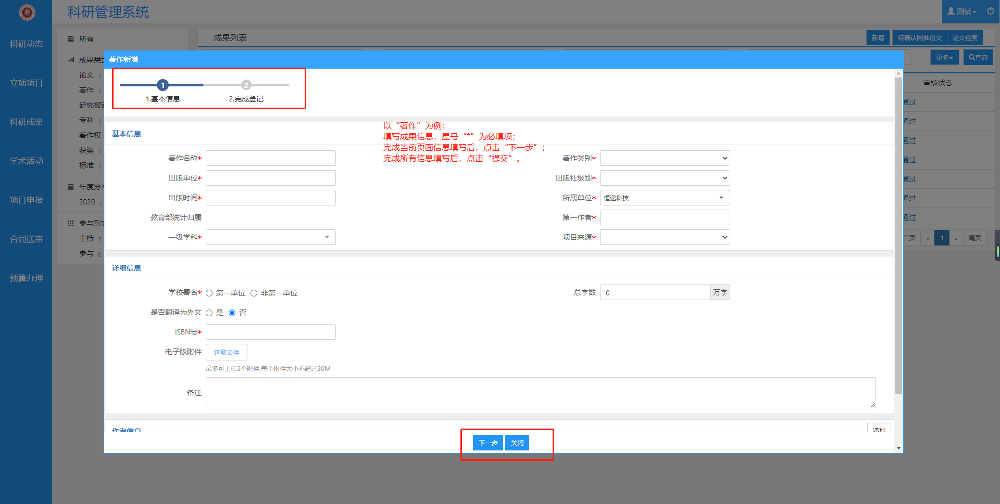 科研管理系统
测试
科研动态
立项项目
科研成果
学术活动
项目申报
合同送审
预算办理
所有
成果类
论文 1
著作 1
研究报
专利 1
著作权
获奖 1
标准 1
年度分
2020 7
参与形
主持 7
参与 0
成果列表
新增 待确认网推论文 论文检索
更多 查询
审核状态
通过
通过
通过
通过
通过
通过
通过
首页 « 1 » 尾页
著作新增
1 2
1.基本信息 2.完成登记
以“著作”为例：
填写成果信息，星号“*”为必填项；
完成当前页面信息填写后，点击“下一步”；
完成所有信息填写后，点击“提交”。
基本信息
著作名称* 著作类别*
出版单位* 出版社级别*
出版时间* 所属单位* 恒速科技
教育部统计归属 第一作者*
一级学科* 项目来源*
详细信息
学校署名* 第一单位 非第一单位 总字数 0 万字
是否翻译为外文 是 否
ISBN号*
电子版附件 选取文件
最多可上传2个附件,每个附件大小不超过20M
备注
作者信息 添加
下一步 关闭